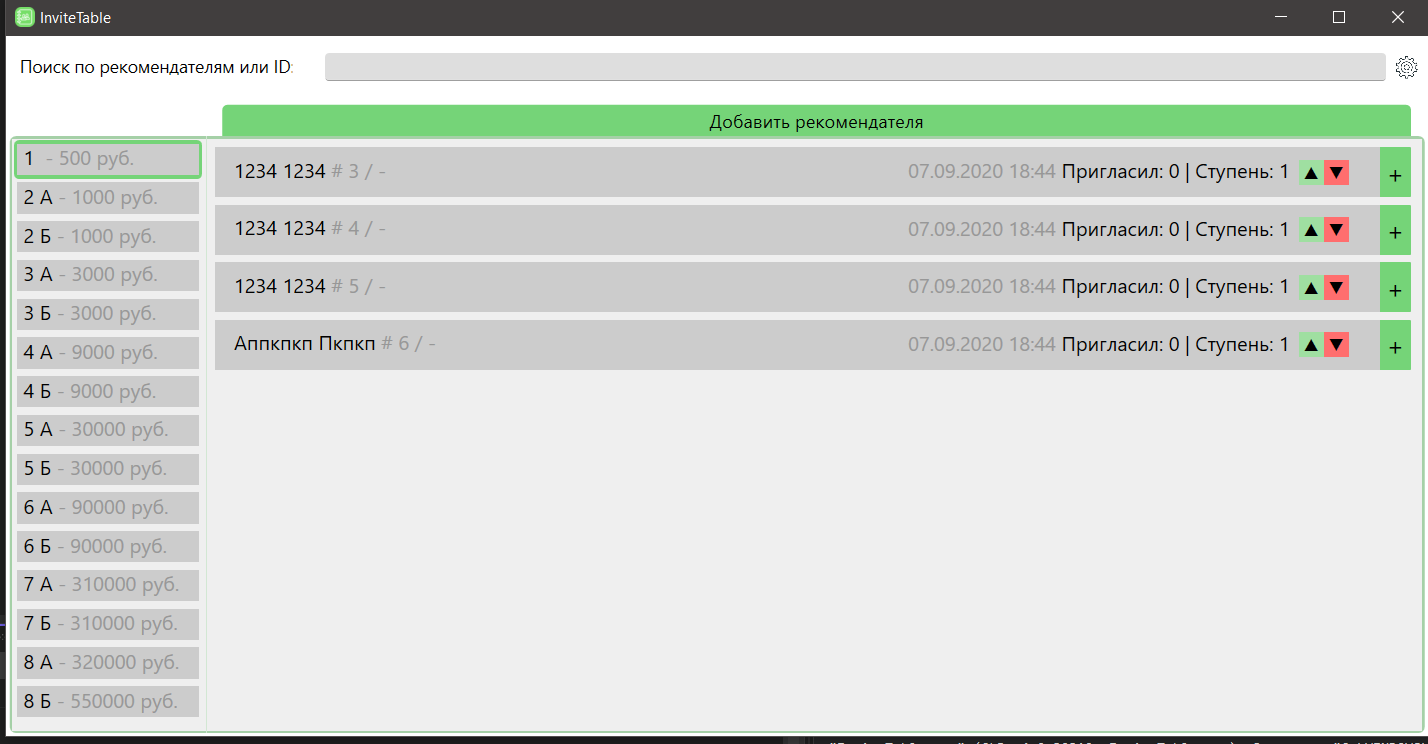 InviteTable
Поиск по рекомендателям или ID:
Добавить рекомендателя
1 - 500 руб.
2 А - 1000 руб.
2 Б - 1000 руб.
3 А - 3000 руб.
3 Б - 3000 руб.
4 А - 9000 руб.
4 Б - 9000 руб.
5 А - 30000 руб.
5 Б - 30000 руб.
6 А - 90000 руб.
6 Б - 90000 руб.
7 А - 310000 руб.
7 Б - 310000 руб.
8 А - 320000 руб.
8 Б - 550000 руб.
1234 1234 # 3 / - 07.09.2020 18:44 Пригласил: 0 | Ступень: 1 ▲ ▼ +
1234 1234 # 4 / - 07.09.2020 18:44 Пригласил: 0 | Ступень: 1 ▲ ▼ +
1234 1234 # 5 / - 07.09.2020 18:44 Пригласил: 0 | Ступень: 1 ▲ ▼ +
Аппкпкп Пкпкп # 6 / - 07.09.2020 18:44 Пригласил: 0 | Ступень: 1 ▲ ▼ +